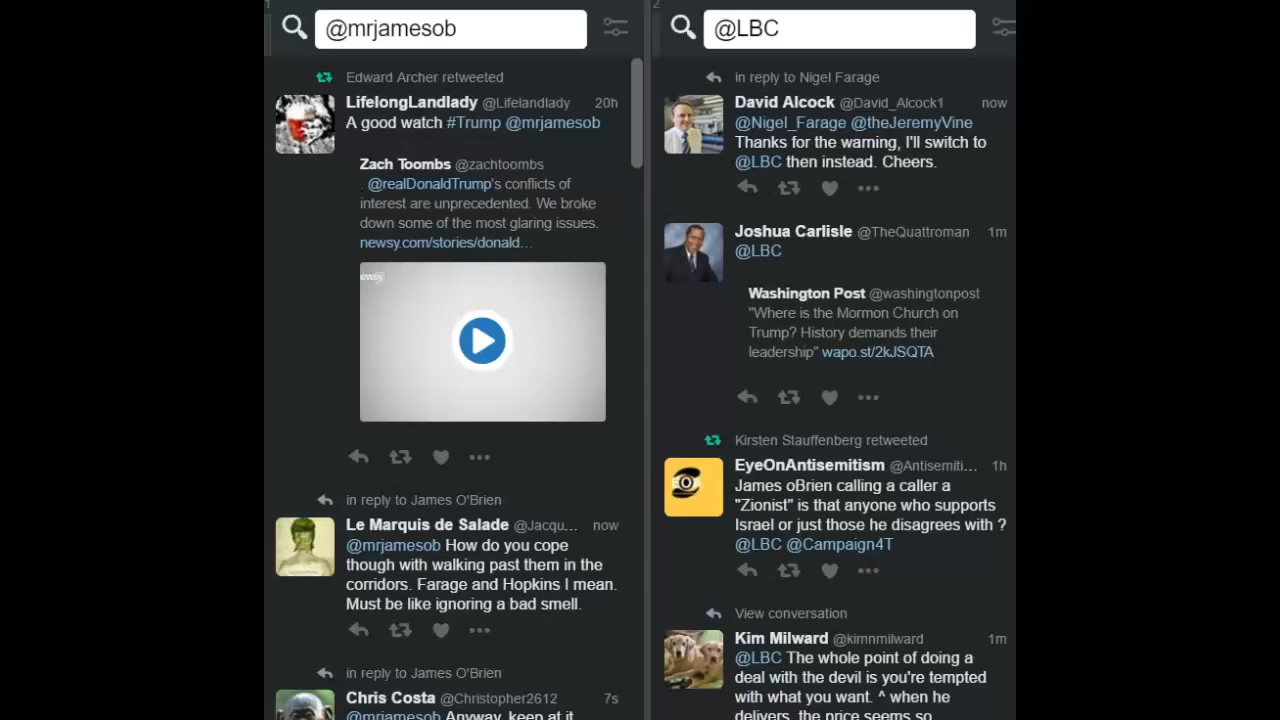 1
@mrjamesob
Edward Archer retweeted
LifelongLandlady @Lifelandlady 20h
A good watch #Trump @mrjamesob
Zach Toombs @zachtoombs
. @realDonaldTrump's conflicts of
interest are unprecedented. We broke
down some of the most glaring issues.
newsy.com/stories/donald…
ewsy
in reply to James O'Brien
Le Marquis de Salade @Jacqu... now
@mrjamesob How do you cope
though with walking past them in the
corridors. Farage and Hopkins I mean.
Must be like ignoring a bad smell.
in reply to James O'Brien
Chris Costa @Christopher2612 7s
@mrjamesob Anyway, keep at it
2
@LBC
in reply to Nigel Farage
David Alcock @David_Alcock1 now
@Nigel_Farage @theJeremyVine
Thanks for the warning, I'll switch to
@LBC then instead. Cheers.
Joshua Carlisle @TheQuattroman 1m
@LBC
Washington Post @washingtonpost
"Where is the Mormon Church on
Trump? History demands their
leadership" wapo.st/2kJSQTA
Kirsten Stauffenberg retweeted
EyeOnAntisemitism @Antisemiti... 1h
James oBrien calling a caller a
"Zionist" is that anyone who supports
Israel or just those he disagrees with ?
@LBC @Campaign4T
View conversation
Kim Milward @kimnmilward 1m
@LBC The whole point of doing a
deal with the devil is you're tempted
with what you want. ^ when he
delivers, the price seems so